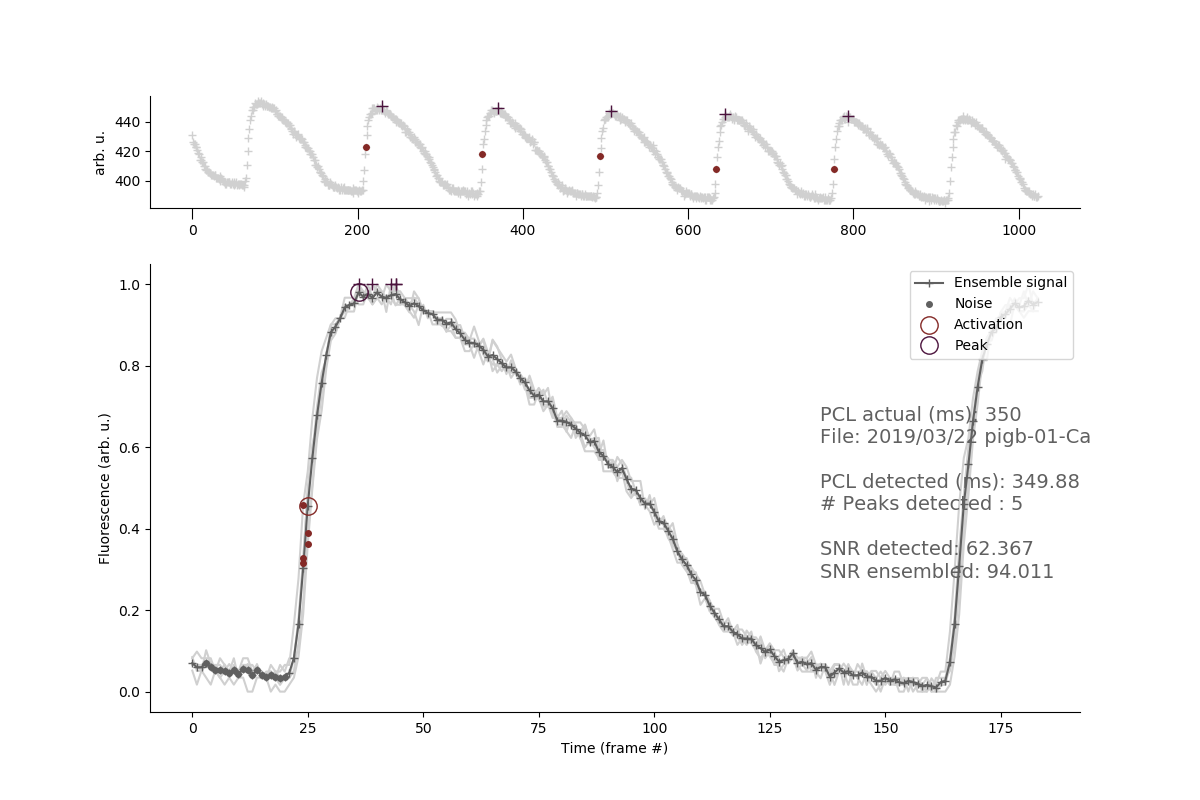 440
420
400
arb. u.
0
200
400
600
800
1000
1.0
0.8
0.6
0.4
0.2
0.0
Fluorescence (arb. u.)
Ensemble signal
Noise
Activation
Peak
PCL actual (ms): 350
File: 2019/03/22 pigb-01-Ca
PCL detected (ms): 349.88
# Peaks detected : 5
SNR detected: 62.367
SNR ensembled: 94.011
0
25
50
75
100
125
150
175
Time (frame #)